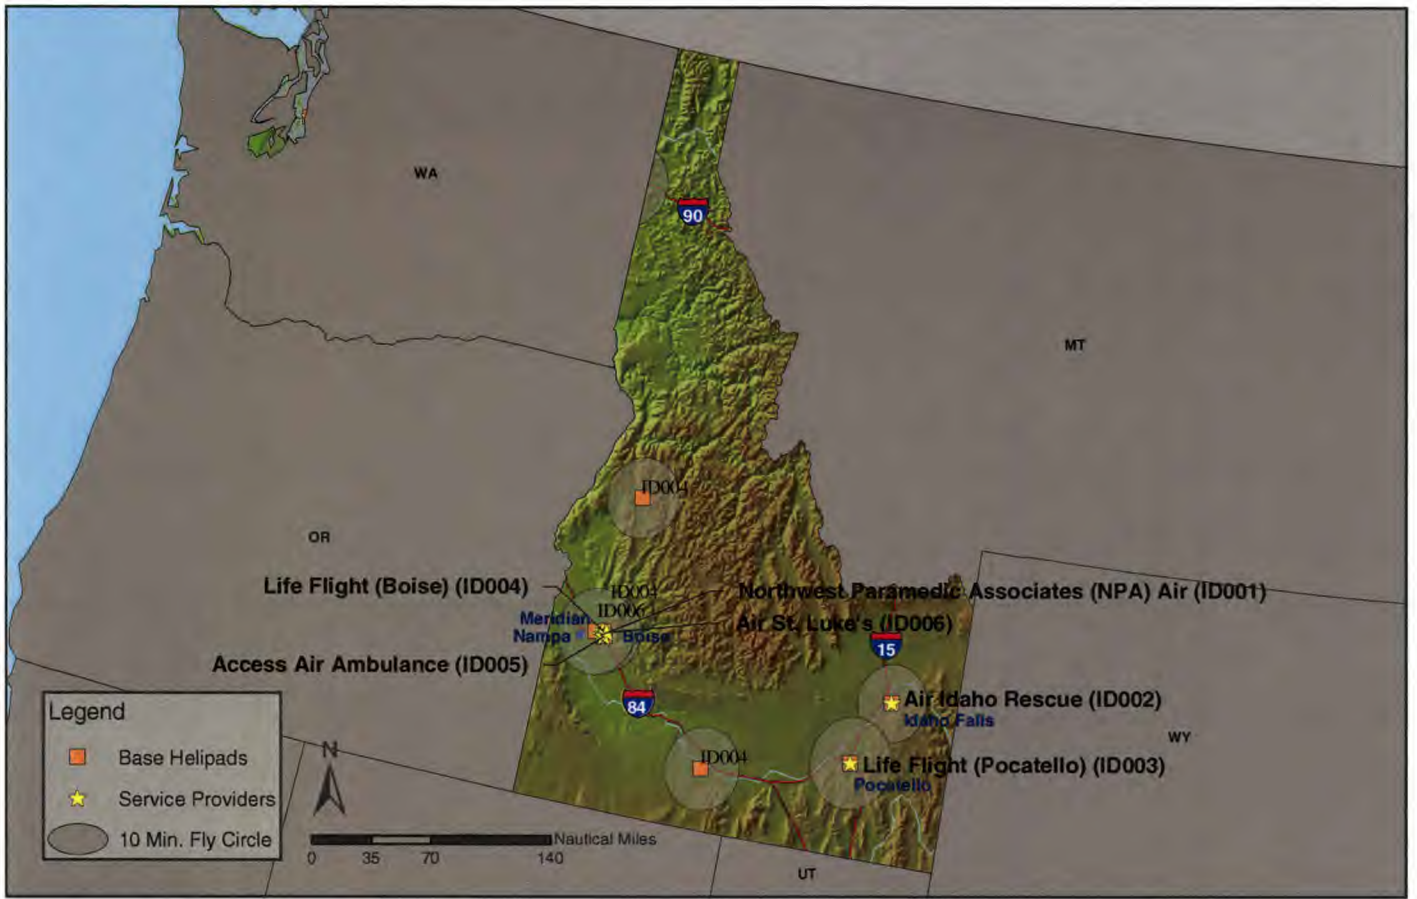 WA
90
MT
ID004
OR
Life Flight (Boise) (ID004)
ID004
Northwest Paramedic Associates (NPA) Air (ID001)
ID006
Meridian
Air St. Luke's (ID006)
Nampa
Boise
15
Access Air Ambulance (ID005)
84
Air Idaho Rescue (ID002)
Idaho Falls
WY
Legend
Base Helipads
Service Providers
10 Min. Fly Circle
N
ID004
Life Flight (Pocatello) (ID003)
Pocatello
Nautical Miles
0 35 70 140
UT